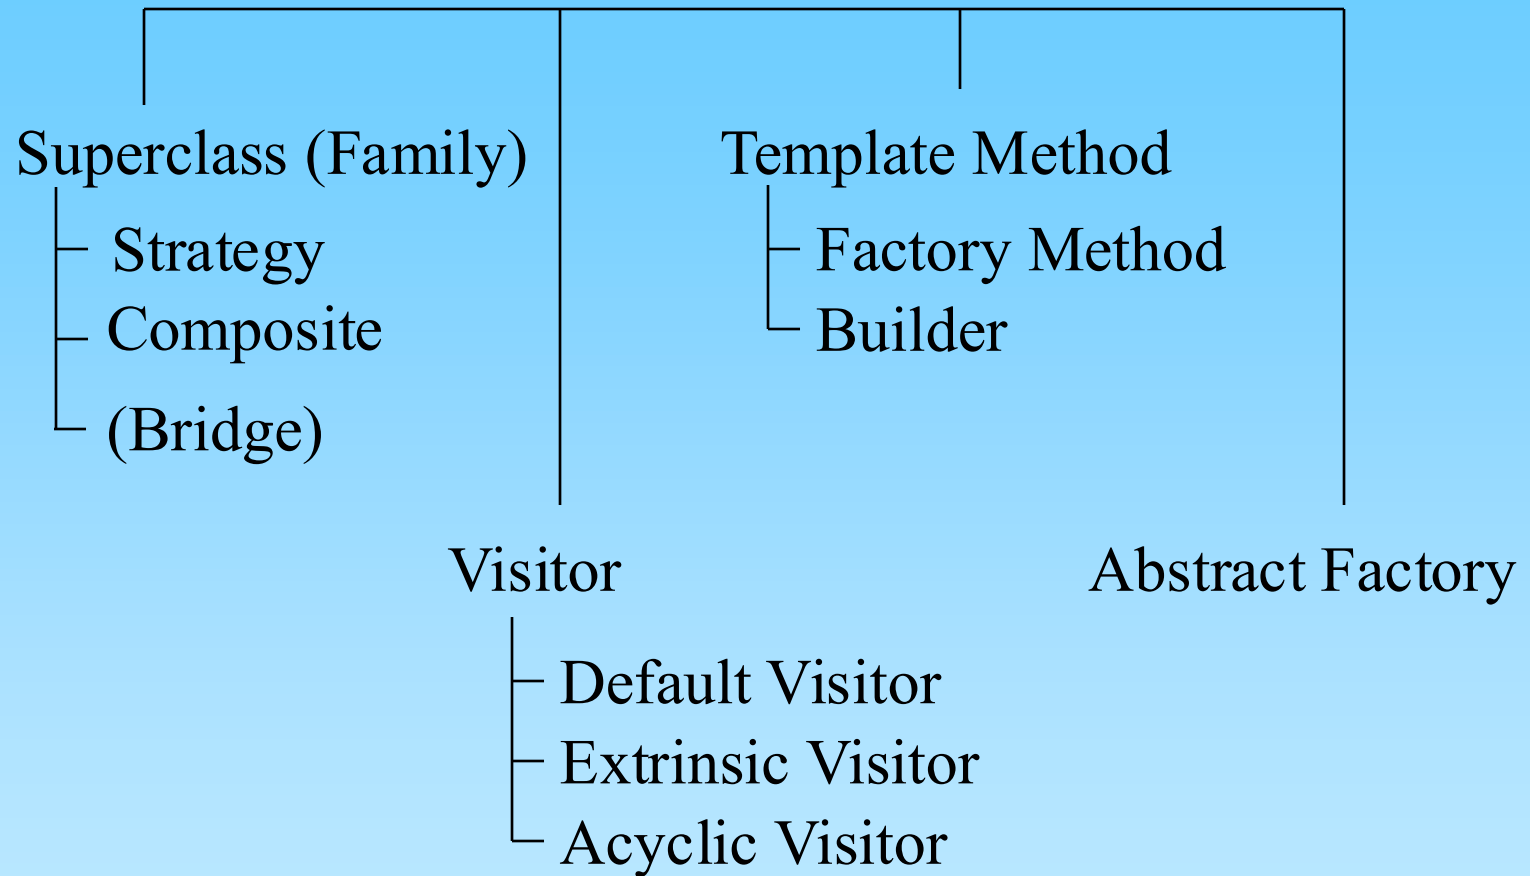 Superclass (Family)
Strategy
Composite
(Bridge)
Template Method
Factory Method
Builder
Visitor
Default Visitor
Extrinsic Visitor
Acyclic Visitor
Abstract Factory